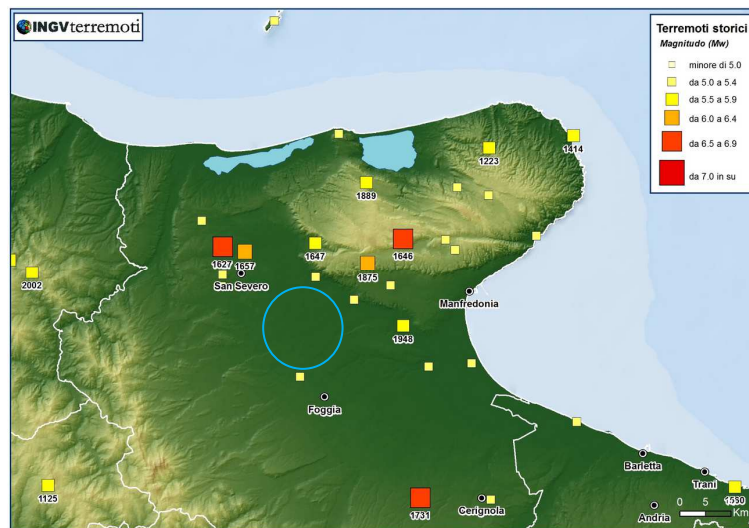 INGVterremoti
Terremoti storici
Magnitudo (Mw)
minore di 5.0
da 5.0 a 5.4
da 5.5 a 5.9
da 6.0 a 6.4
da 6.5 a 6.9
da 7.0 in su
1414
1223
1889
1627
1657
1647
1646
1875
2002
San Severo
Manfredonia
1948
Foggia
Barletta
Trani
1125
1731
Cerignola
1560
Andria
0 5
Km